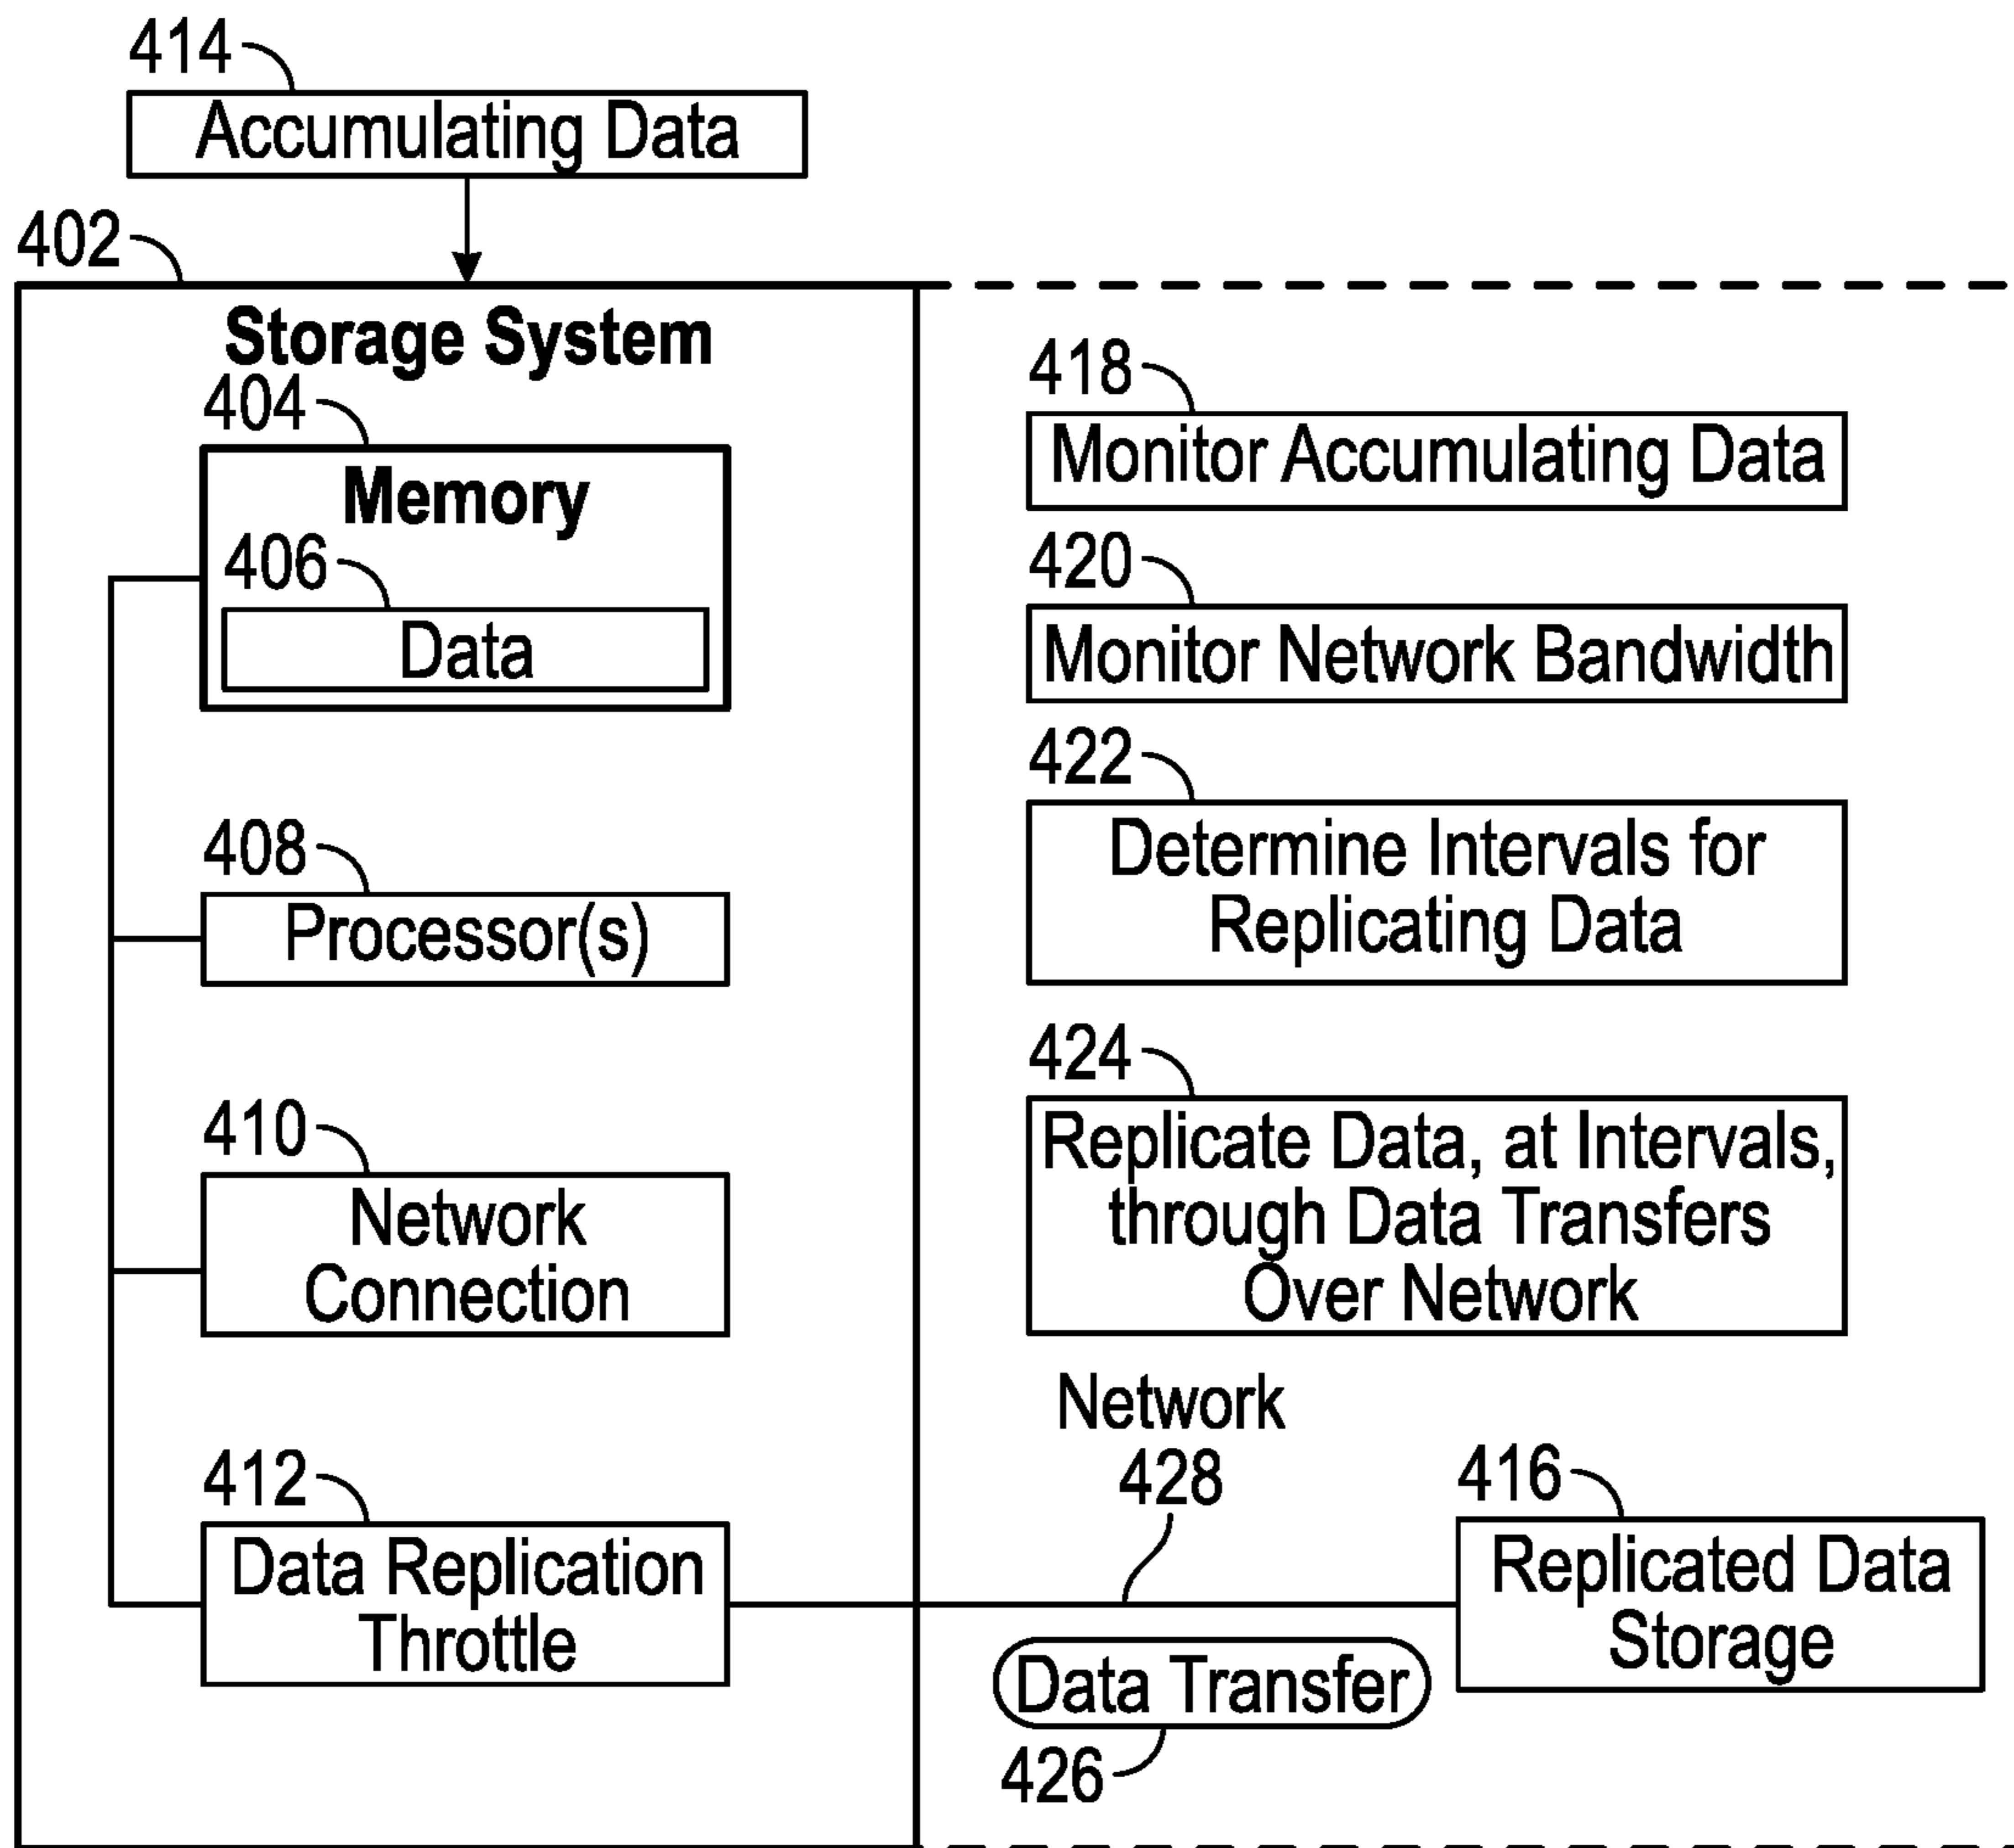 414
Accumulating Data
402
Storage System
404
Memory
406
Data
408
Processor(s)
410
Network
Connection
412
Data Replication
Throttle
418
Monitor Accumulating Data
420
Monitor Network Bandwidth
422
Determine Intervals for
Replicating Data
424
Replicate Data, at Intervals,
through Data Transfers
Over Network
Network
428
416
Replicated Data
Storage
Data Transfer
426